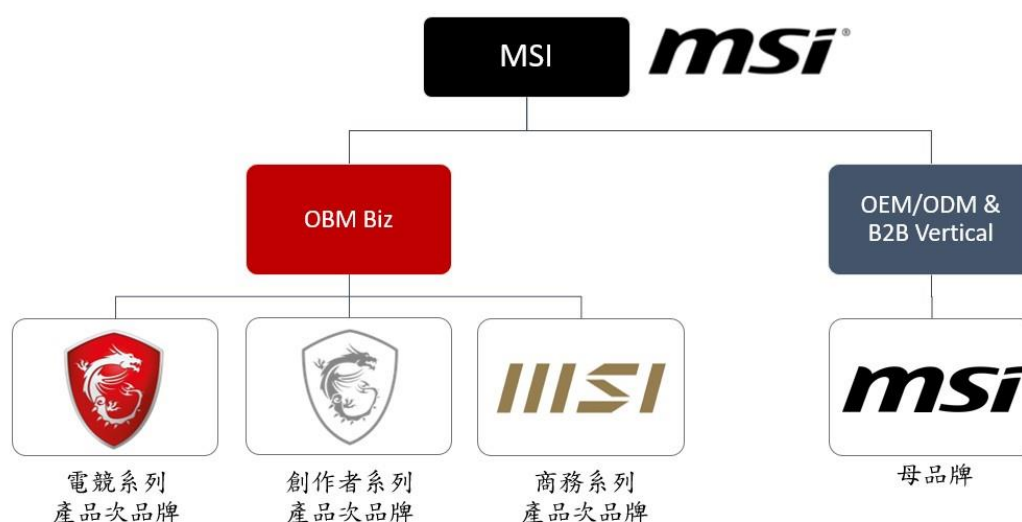 MSI
msi®
OBM Biz
OEM/ODM &
B2B Vertical
MSI
msi
電競系列
產品次品牌
創作者系列
產品次品牌
商務系列
產品次品牌
母品牌